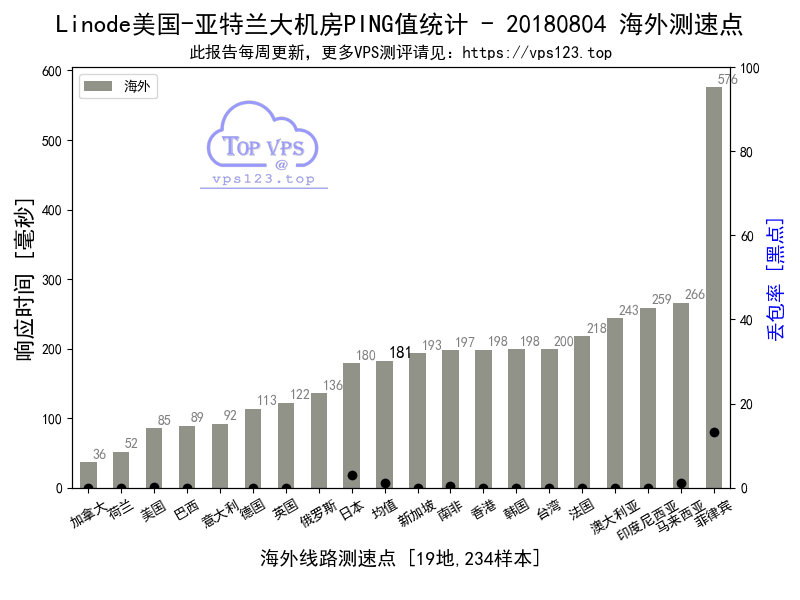 Linode美国-亚特兰大机房PING值统计 - 20180804 海外测速点
此报告每周更新，更多VPS测评请见：https://vps123.top
海外
TOP VPS
@
vps123.top
响应时间 [毫秒]
600
500
400
300
200
100
0
36
52
85
89
92
113
122
136
180
181
193
197
198
198
200
218
243
259
266
576
100
80
60
40
20
0
丢包率 [黑点]
加拿大
荷兰
美国
巴西
意大利
德国
英国
俄罗斯
日本
均值
新加坡
南非
香港
韩国
台湾
法国
澳大利亚
印度尼西亚
马来西亚
菲律宾
海外线路测速点 [19地,234样本]